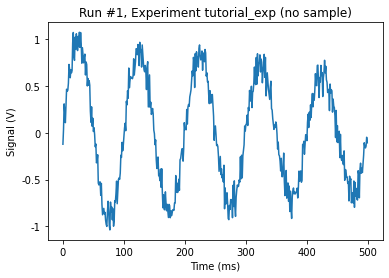 Run #1, Experiment tutorial_exp (no sample)
1
0.5
0
-0.5
-1
Signal (V)
0 100 200 300 400 500
Time (ms)